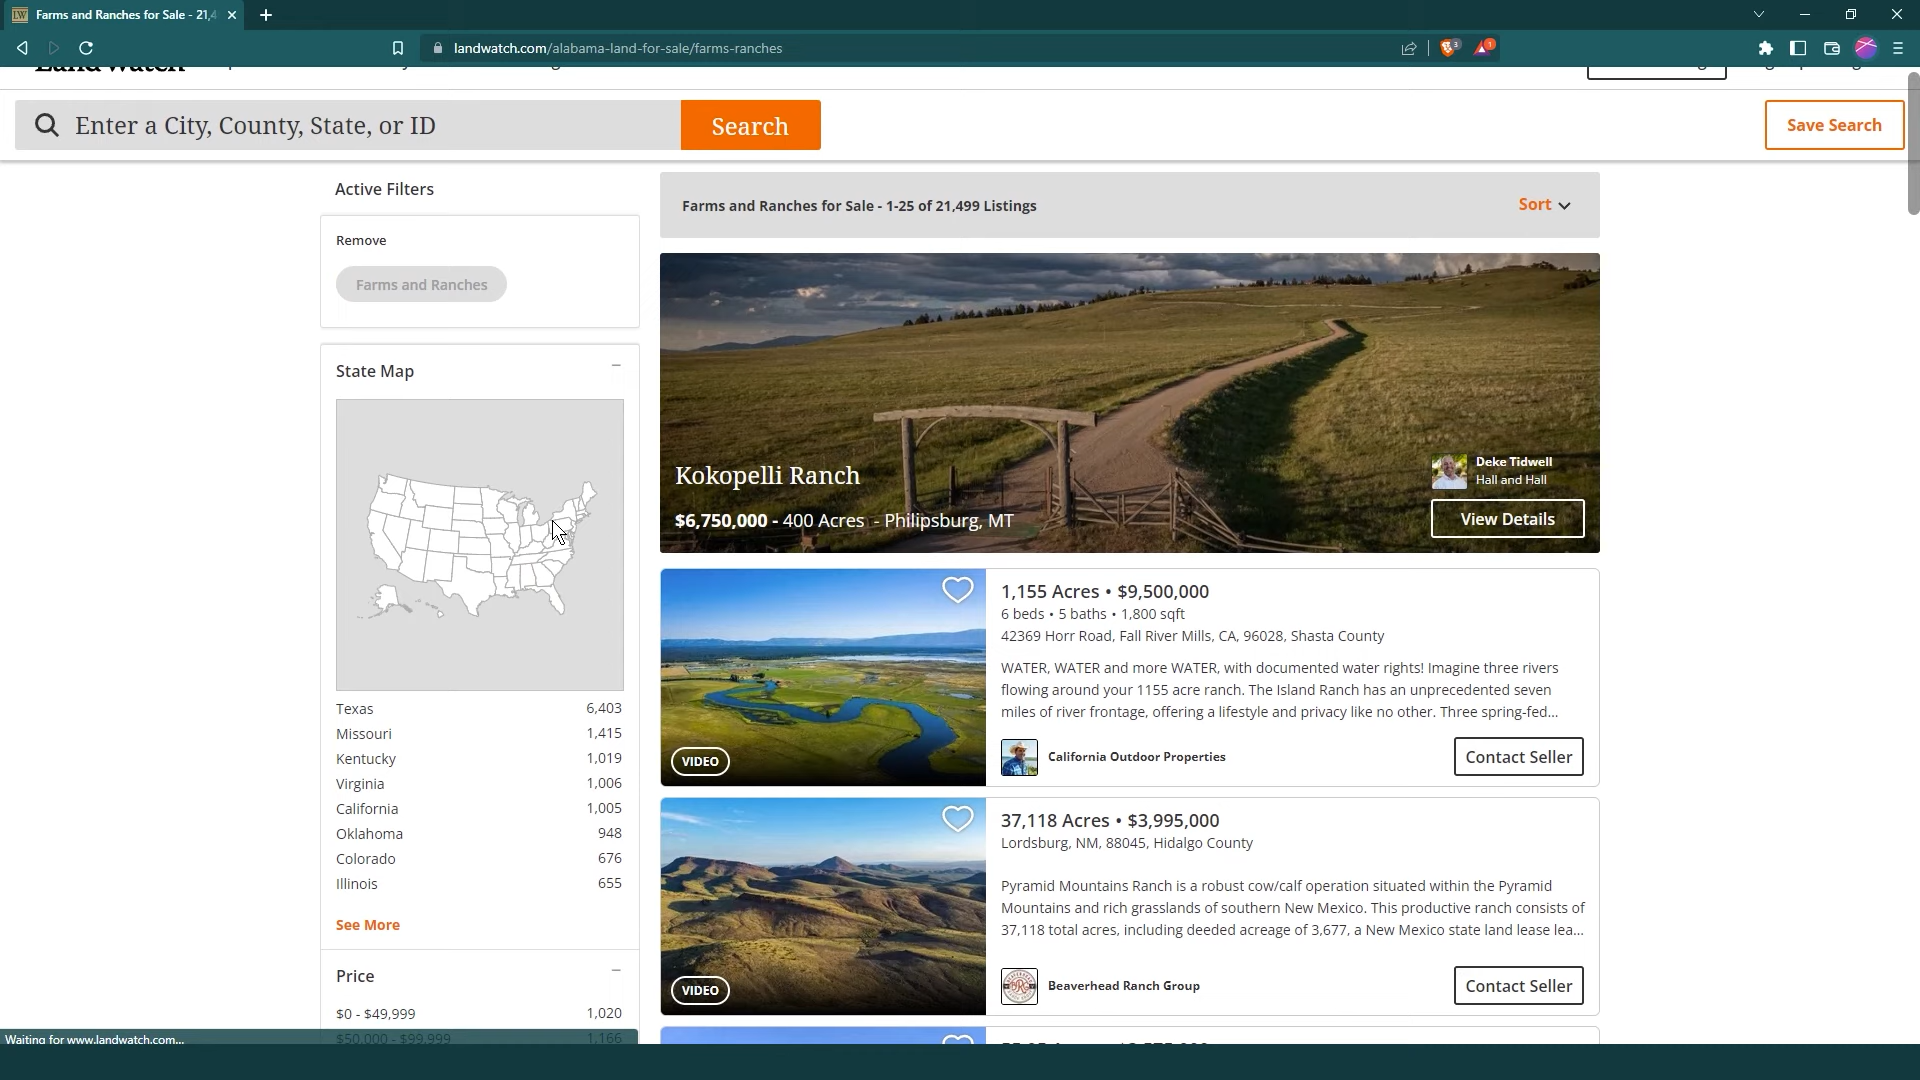 Farms and Ranches for Sale - 21,4
landwatch.com/alabama-land-for-sale/farms-ranches
3
1
Enter a City, County, State, or ID
Search
Save Search
Active Filters
Remove
Farms and Ranches
State Map
Texas 6,403
Missouri 1,415
Kentucky 1,019
Virginia 1,006
California 1,005
Oklahoma 948
Colorado 676
Illinois 655
See More
Price
$0 - $49,999 1,020
$50,000 - $99,999 1,166
Waiting for www.landwatch.com...
Farms and Ranches for Sale - 1-25 of 21,499 Listings
Sort
Kokopelli Ranch
$6,750,000 - 400 Acres - Philipsburg, MT
Deke Tidwell
Hall and Hall
View Details
VIDEO
1,155 Acres • $9,500,000
6 beds • 5 baths • 1,800 sqft
42369 Horr Road, Fall River Mills, CA, 96028, Shasta County
WATER, WATER and more WATER, with documented water rights! Imagine three rivers
flowing around your 1155 acre ranch. The Island Ranch has an unprecedented seven
miles of river frontage, offering a lifestyle and privacy like no other. Three spring-fed...
California Outdoor Properties
Contact Seller
VIDEO
37,118 Acres • $3,995,000
Lordsburg, NM, 88045, Hidalgo County
Pyramid Mountains Ranch is a robust cow/calf operation situated within the Pyramid
Mountains and rich grasslands of southern New Mexico. This productive ranch consists of
37,118 total acres, including deeded acreage of 3,677, a New Mexico state land lease lea...
Beaverhead Ranch Group
Contact Seller